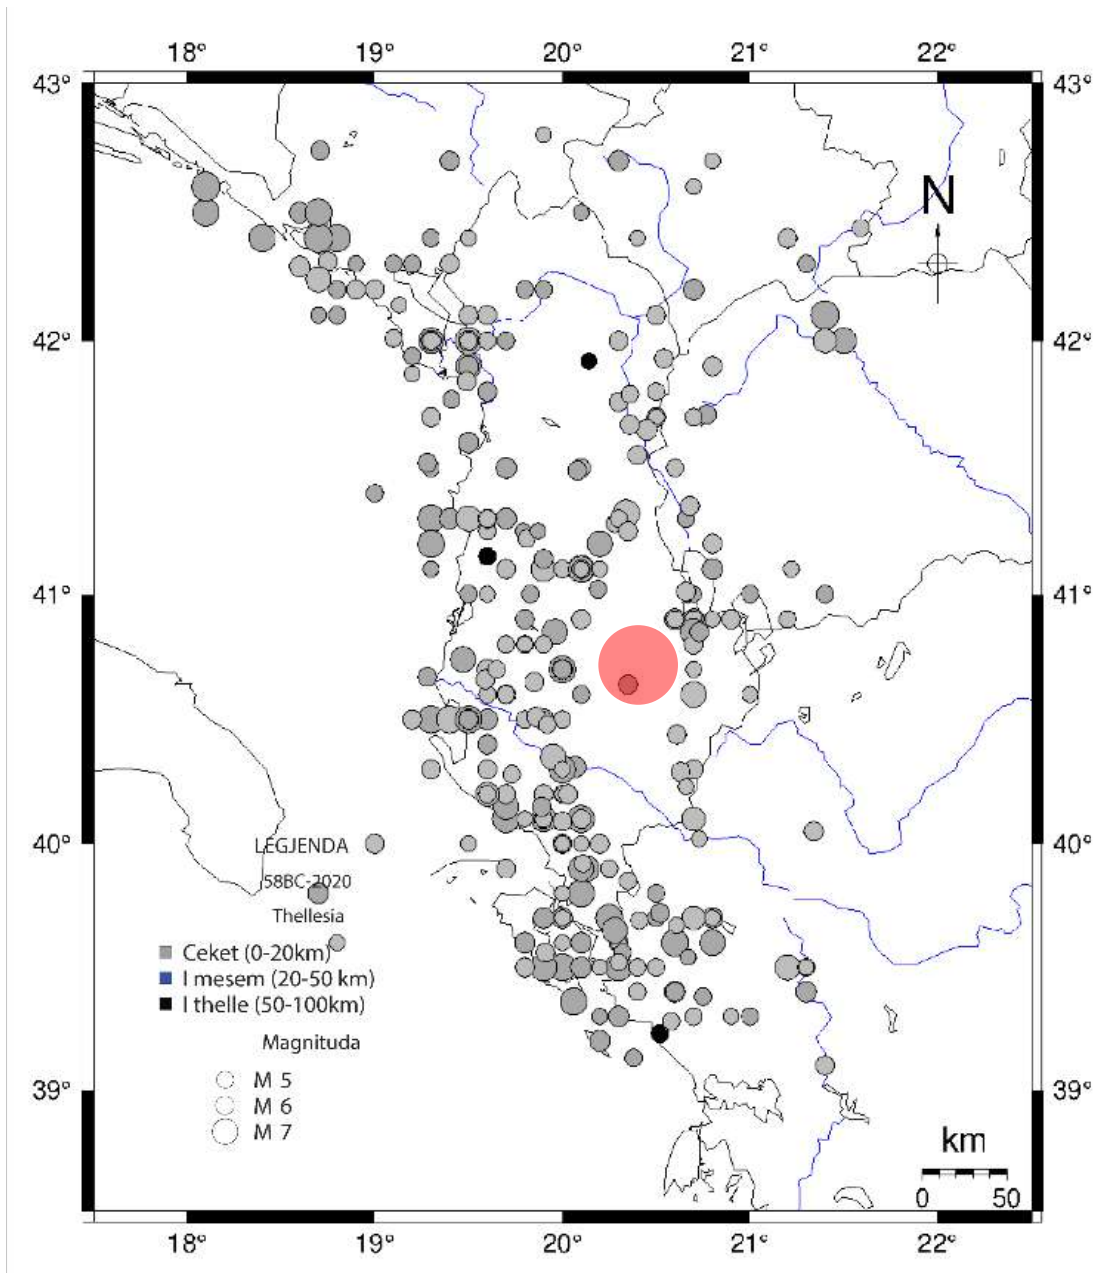 18° 19° 20° 21° 22°
43° 43°
N
42° 42°
41° 41°
40° 40°
LEGJENDA
58BC-2020
Thellesia
Ceket (0-20km)
I mesem (20-50 km)
I thelle (50-100km)
Magnituda
M 5
39° 39°
M 6
M 7
km
0 50
18° 19° 20° 21° 22°